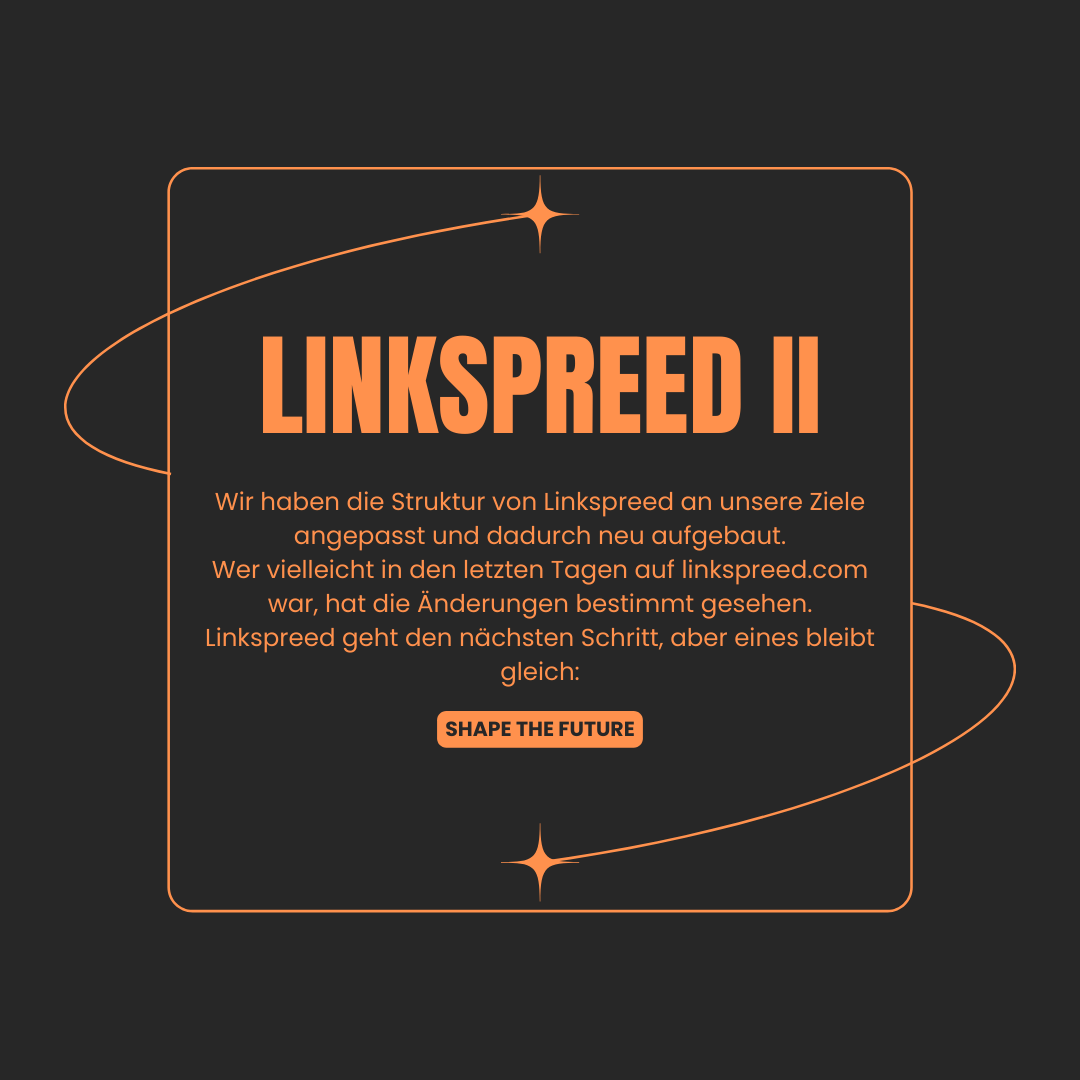 LINKSPREED II
Wir haben die Struktur von Linkspreed an unsere Ziele
angepasst und dadurch neu aufgebaut.
Wer vielleicht in den letzten Tagen auf linkspreed.com
war, hat die Änderungen bestimmt gesehen.
Linkspreed geht den nächsten Schritt, aber eines bleibt
gleich:
SHAPE THE FUTURE